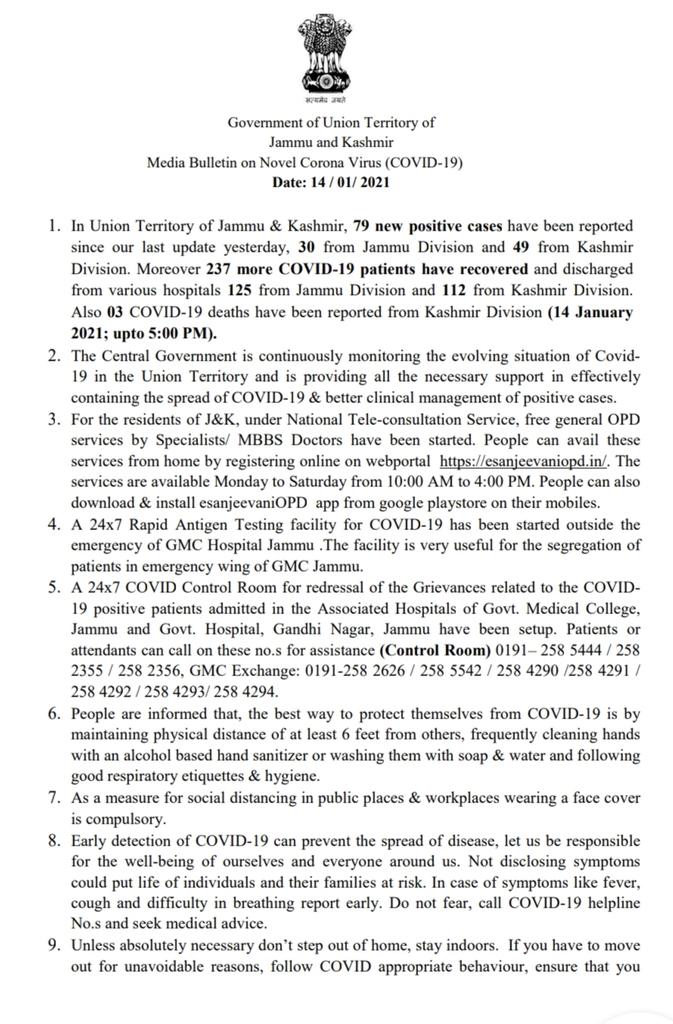 सत्यमेव जयते
Government of Union Territory of
Jammu and Kashmir
Media Bulletin on Novel Corona Virus (COVID-19)
Date: 14 / 01/ 2021
1. In Union Territory of Jammu & Kashmir, 79 new positive cases have been reported
since our last update yesterday, 30 from Jammu Division and 49 from Kashmir
Division. Moreover 237 more COVID-19 patients have recovered and discharged
from various hospitals 125 from Jammu Division and 112 from Kashmir Division.
Also 03 COVID-19 deaths have been reported from Kashmir Division (14 January
2021; upto 5:00 PM).
2. The Central Government is continuously monitoring the evolving situation of Covid-
19 in the Union Territory and is providing all the necessary support in effectively
containing the spread of COVID-19 & better clinical management of positive cases.
3. For the residents of J&K, under National Tele-consultation Service, free general OPD
services by Specialists/ MBBS Doctors have been started. People can avail these
services from home by registering online on webportal https://esanjeevaniopd.in/. The
services are available Monday to Saturday from 10:00 AM to 4:00 PM. People can also
download & install esanjeevaniOPD app from google playstore on their mobiles.
4. A 24x7 Rapid Antigen Testing facility for COVID-19 has been started outside the
emergency of GMC Hospital Jammu .The facility is very useful for the segregation of
patients in emergency wing of GMC Jammu.
5. A 24x7 COVID Control Room for redressal of the Grievances related to the COVID-
19 positive patients admitted in the Associated Hospitals of Govt. Medical College,
Jammu and Govt. Hospital, Gandhi Nagar, Jammu have been setup. Patients or
attendants can call on these no.s for assistance (Control Room) 0191– 258 5444 / 258
2355 / 258 2356, GMC Exchange: 0191-258 2626 / 258 5542 / 258 4290 /258 4291 /
258 4292 / 258 4293/ 258 4294.
6. People are informed that, the best way to protect themselves from COVID-19 is by
maintaining physical distance of at least 6 feet from others, frequently cleaning hands
with an alcohol based hand sanitizer or washing them with soap & water and following
good respiratory etiquettes & hygiene.
7. As a measure for social distancing in public places & workplaces wearing a face cover
is compulsory.
8. Early detection of COVID-19 can prevent the spread of disease, let us be responsible
for the well-being of ourselves and everyone around us. Not disclosing symptoms
could put life of individuals and their families at risk. In case of symptoms like fever,
cough and difficulty in breathing report early. Do not fear, call COVID-19 helpline
No.s and seek medical advice.
9. Unless absolutely necessary don't step out of home, stay indoors. If you have to move
out for unavoidable reasons, follow COVID appropriate behaviour, ensure that you